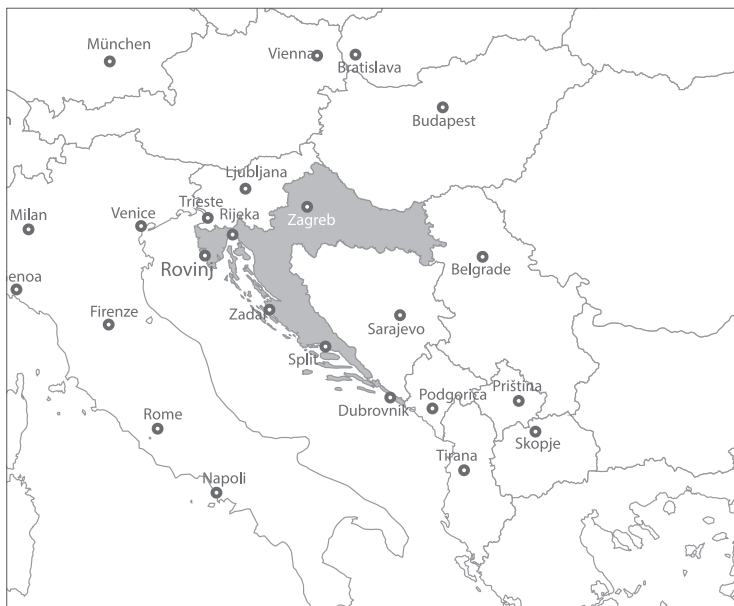 München
Vienna
Bratislava
Budapest
Ljubljana
Trieste
Rijeka
Zagreb
Milan
Venice
Rovinj
Belgrade
enoa
Firenze
Zadar
Sarajevo
Split
Rome
Dubrovnik
Podgorica
Priština
Skopje
Tirana
Napoli